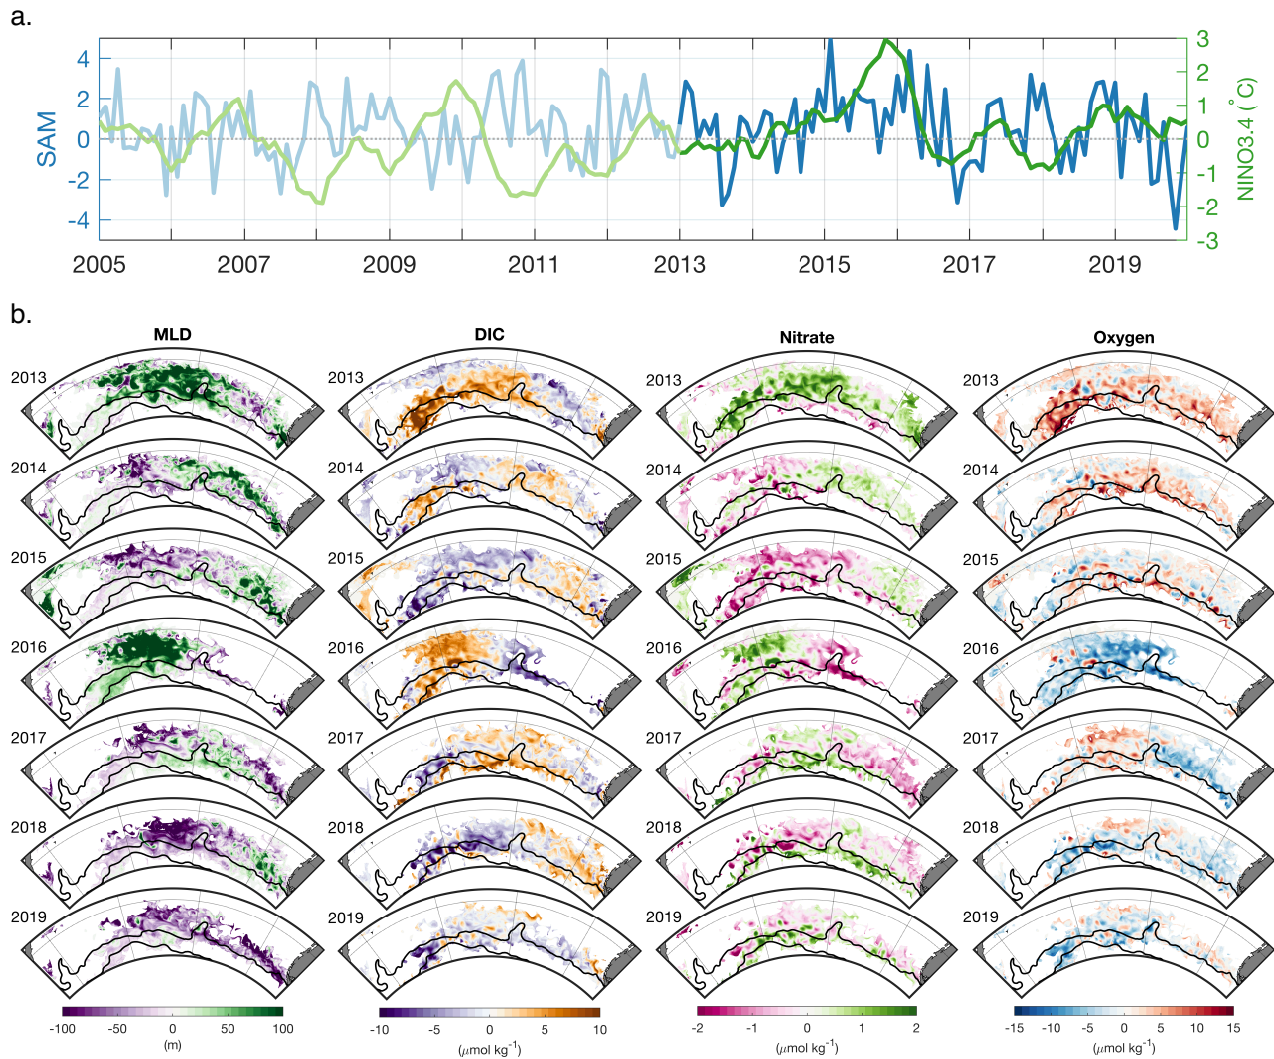 a.
4
2
0
-2
-4
SAM
3
2
1
0
-1
-2
-3
NINO3.4 (°C)
2005 2007 2009 2011 2013 2015 2017 2019
b.
MLD DIC Nitrate Oxygen
2013 2013 2013 2013
2014 2014 2014 2014
2015 2015 2015 2015
2016 2016 2016 2016
2017 2017 2017 2017
2018 2018 2018 2018
2019 2019 2019 2019
-100 -50 0 50 100 -10 -5 0 5 10 -2 -1 0 1 2 -15 -10 -5 0 5 10 15
(m) (μmol kg⁻¹) (μmol kg⁻¹) (μmol kg⁻¹)